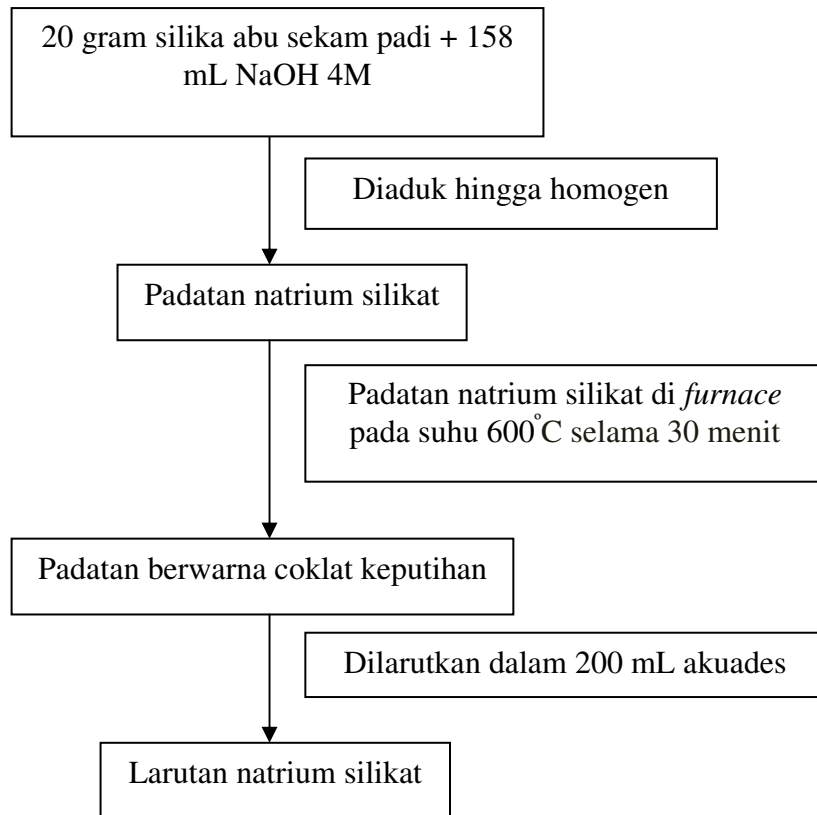 20 gram silika abu sekam padi + 158
mL NaOH 4M
Diaduk hingga homogen
Padatan natrium silikat
Padatan natrium silikat di furnace
pada suhu 600°C selama 30 menit
Padatan berwarna coklat keputihan
Dilarutkan dalam 200 mL akuades
Larutan natrium silikat